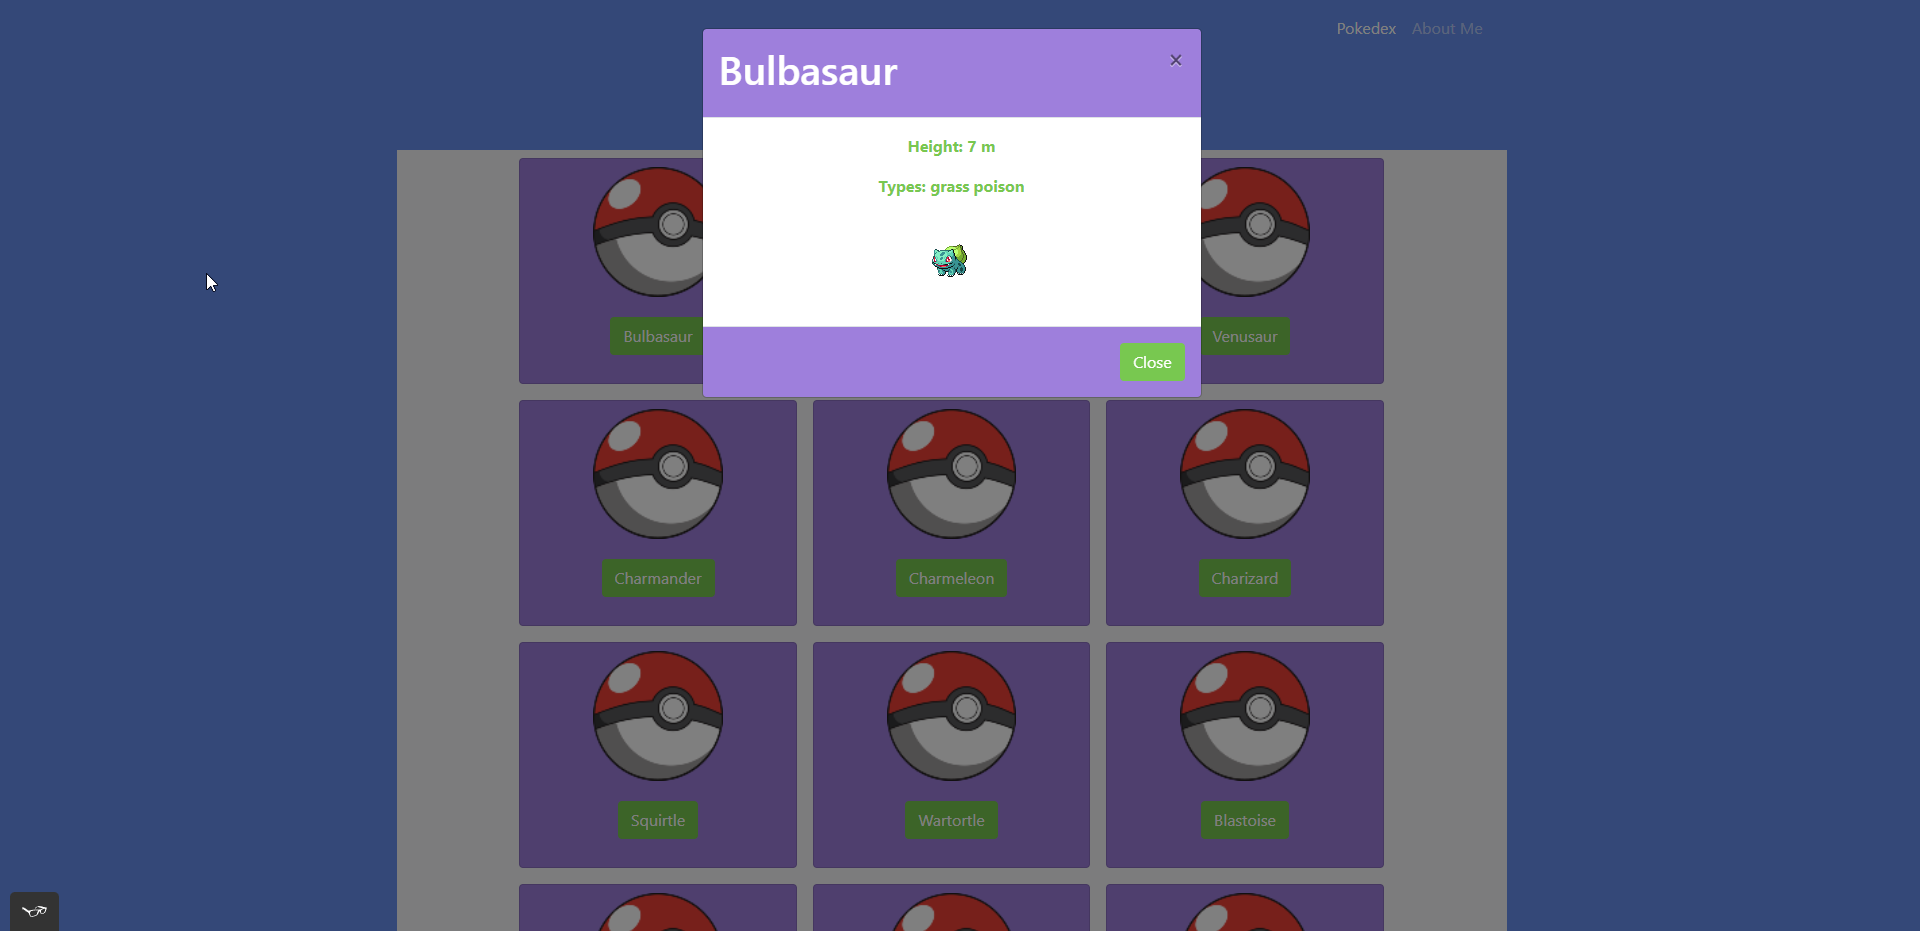 Pokedex About Me
Bulbasaur ×
Height: 7 m
Types: grass poison
Bulbasaur Venusaur
Close
Charmander Charmeleon Charizard
Squirtle Wartortle Blastoise